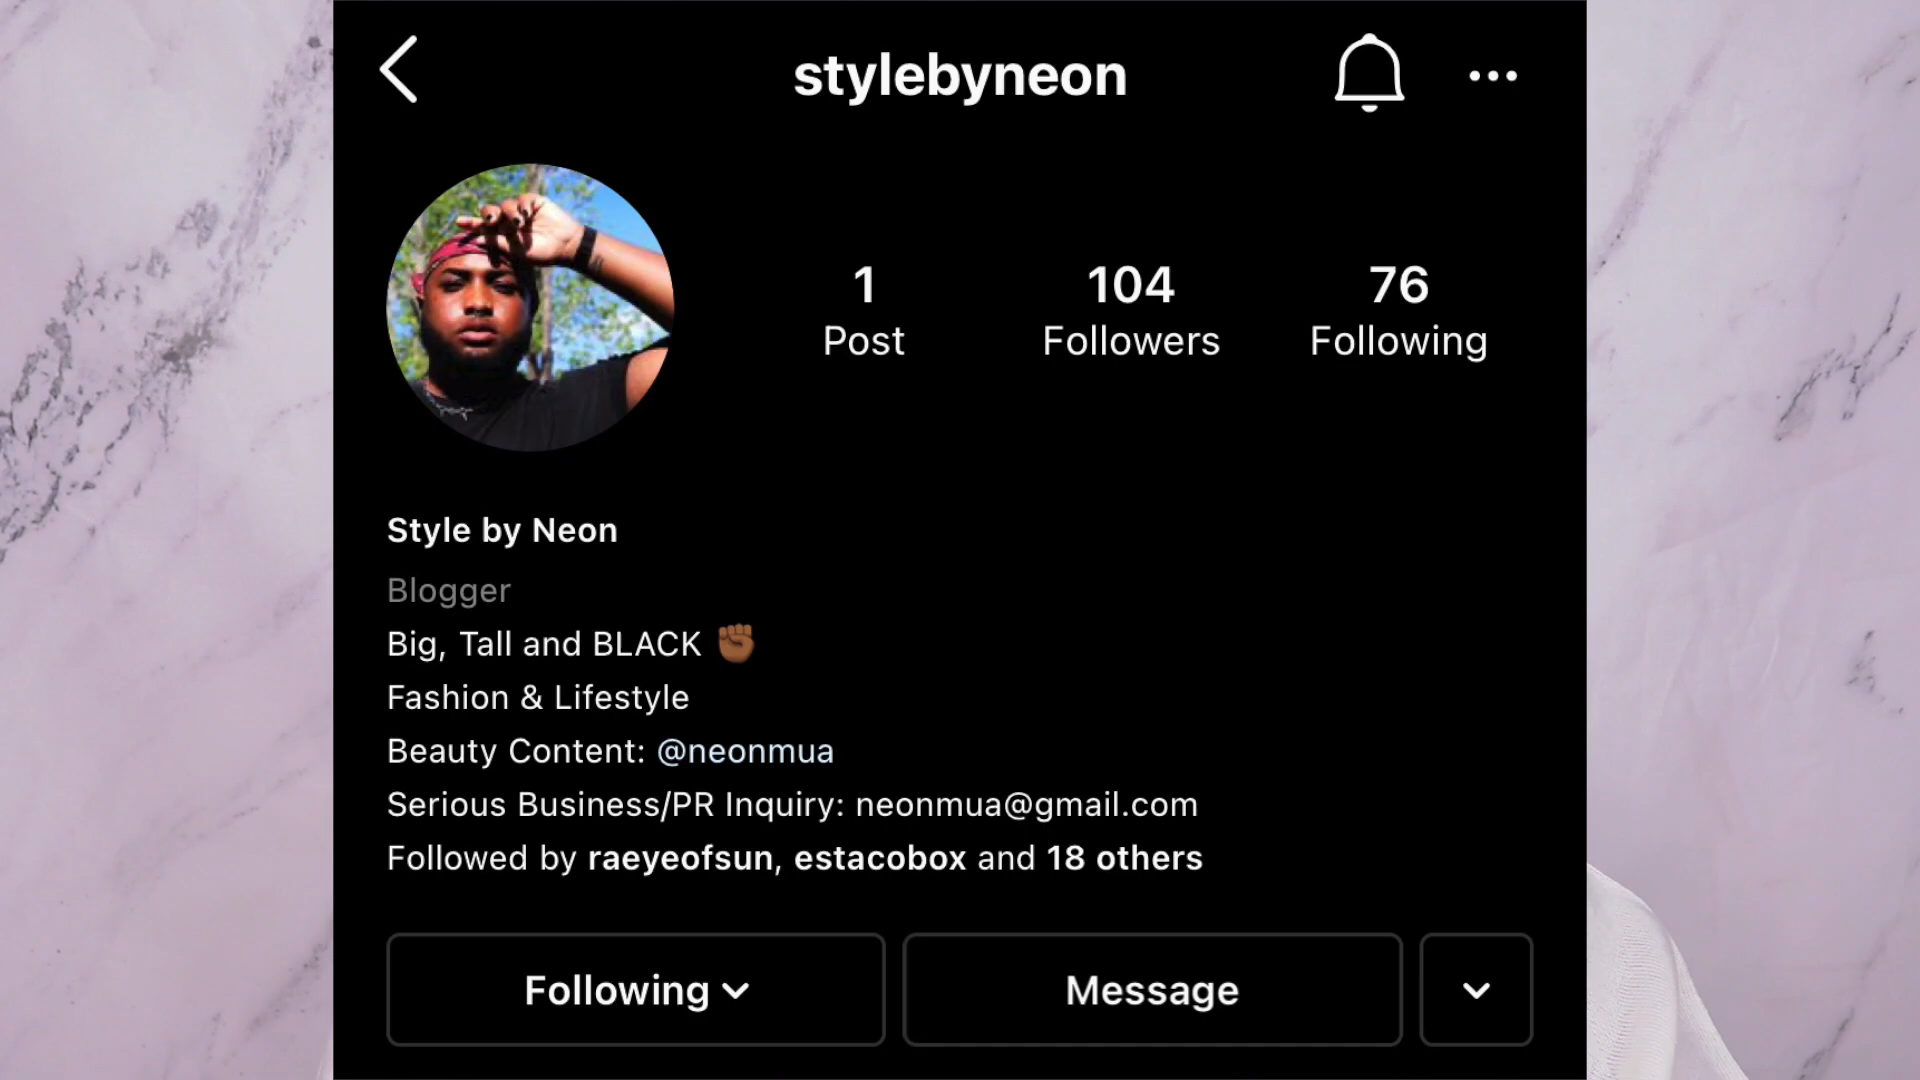 stylebyneon
1 104 76
Post Followers Following
Style by Neon
Blogger
Big, Tall and BLACK ✊🏾
Fashion & Lifestyle
Beauty Content: @neonmua
Serious Business/PR Inquiry: neonmua@gmail.com
Followed by raeyeofsun, estacobox and 18 others
Following Message